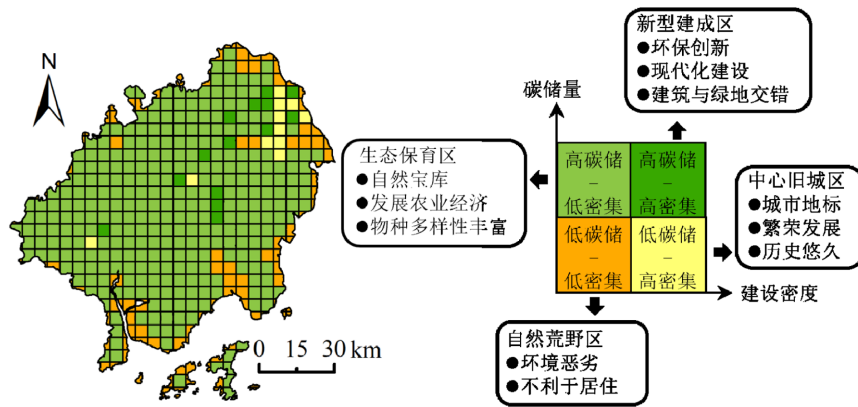 N
0 15 30 km
碳储量
建设密度
新型建成区
●环保创新
●现代化建设
●建筑与绿地交错
生态保育区
●自然宝库
●发展农业经济
●物种多样性丰富
高碳储
–
低密集
高碳储
–
高密集
低碳储
–
低密集
低碳储
–
高密集
中心旧城区
●城市地标
●繁荣发展
●历史悠久
自然荒野区
●环境恶劣
●不利于居住